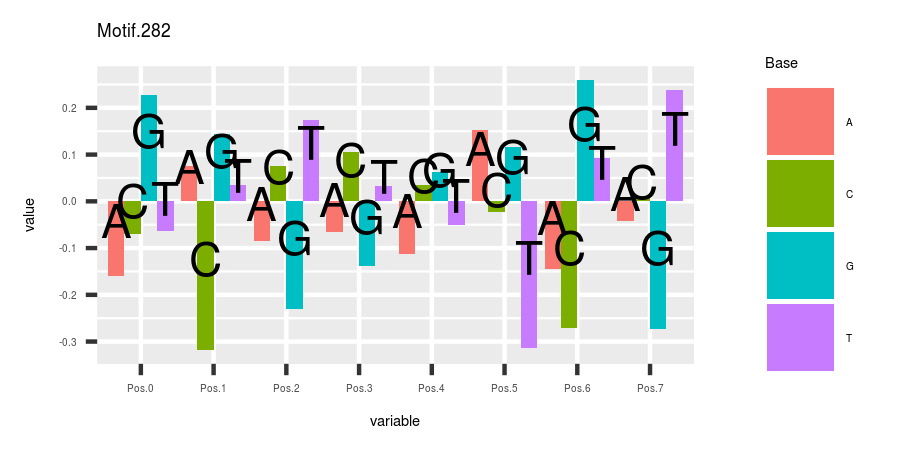 Motif.282
value
0.2
0.1
0.0
-0.1
-0.2
-0.3
A C G T A C G T A C G T A C G T A C G T A C G T A C G T A C G T
Pos.0 Pos.1 Pos.2 Pos.3 Pos.4 Pos.5 Pos.6 Pos.7
variable
Base
A
C
G
T